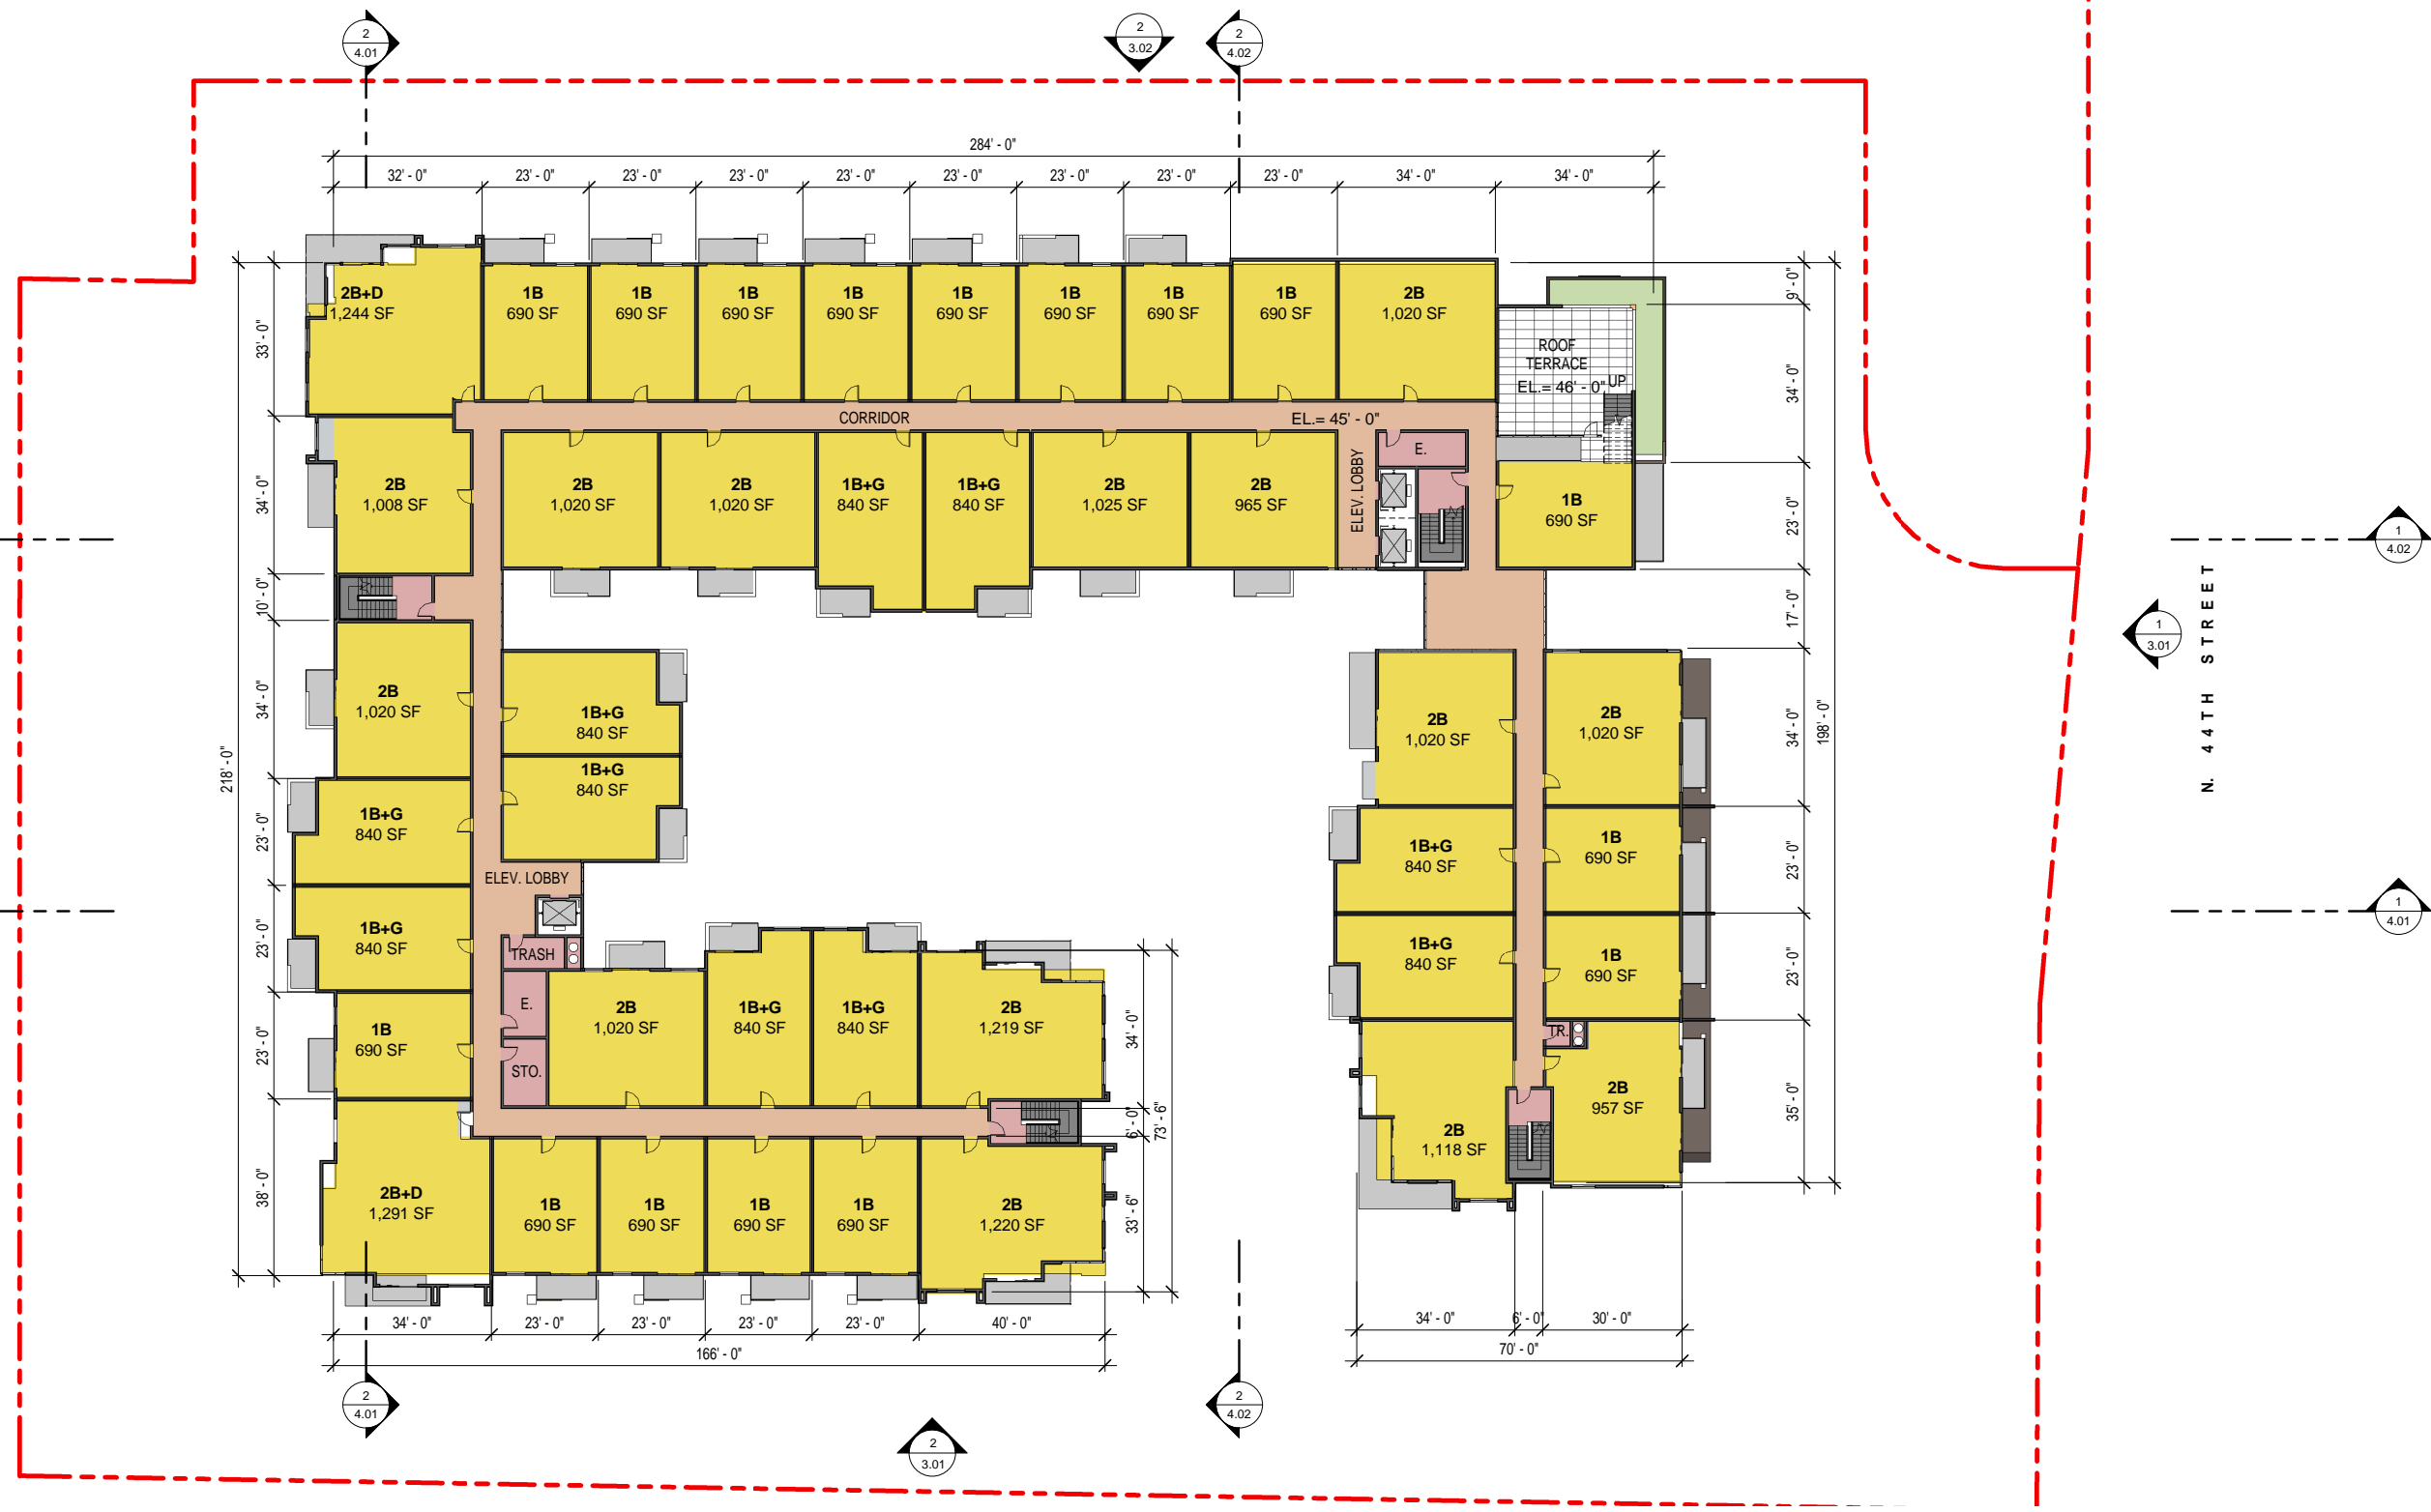 2
4.01
2
3.02
2
4.02
284' - 0"
32' - 0"
23' - 0"
23' - 0"
23' - 0"
23' - 0"
23' - 0"
23' - 0"
23' - 0"
23' - 0"
34' - 0"
34' - 0"
2B+D
1,244 SF
1B
690 SF
1B
690 SF
1B
690 SF
1B
690 SF
1B
690 SF
1B
690 SF
1B
690 SF
1B
690 SF
2B
1,020 SF
ROOF
TERRACE
EL.= 46' - 0"
UP
CORRIDOR
EL.= 45' - 0"
2B
1,008 SF
2B
1,020 SF
2B
1,020 SF
1B+G
840 SF
1B+G
840 SF
2B
1,025 SF
2B
965 SF
ELEV. LOBBY
E.
1B
690 SF
33' - 0"
34' - 0"
10' - 0"
34' - 0"
23' - 0"
23' - 0"
23' - 0"
38' - 0"
218' - 0"
9' - 0"
34' - 0"
23' - 0"
17' - 0"
34' - 0"
23' - 0"
23' - 0"
35' - 0"
198' - 0"
1
4.02
1
3.01
N. 44TH STREET
1
4.01
2B
1,020 SF
1B+G
840 SF
1B+G
840 SF
1B+G
840 SF
1B+G
840 SF
1B
690 SF
2B+D
1,291 SF
ELEV. LOBBY
TRASH
E.
STO.
2B
1,020 SF
1B+G
840 SF
1B+G
840 SF
2B
1,219 SF
1B
690 SF
1B
690 SF
1B
690 SF
1B
690 SF
2B
1,220 SF
34' - 0"
6' - 0"
33' - 6"
73' - 6"
2B
1,020 SF
2B
1,020 SF
1B+G
840 SF
1B
690 SF
1B+G
840 SF
1B
690 SF
TR.
2B
957 SF
2B
1,118 SF
34' - 0"
23' - 0"
23' - 0"
23' - 0"
23' - 0"
40' - 0"
166' - 0"
34' - 0"
6' - 0"
30' - 0"
70' - 0"
2
4.01
2
4.02
2
3.01